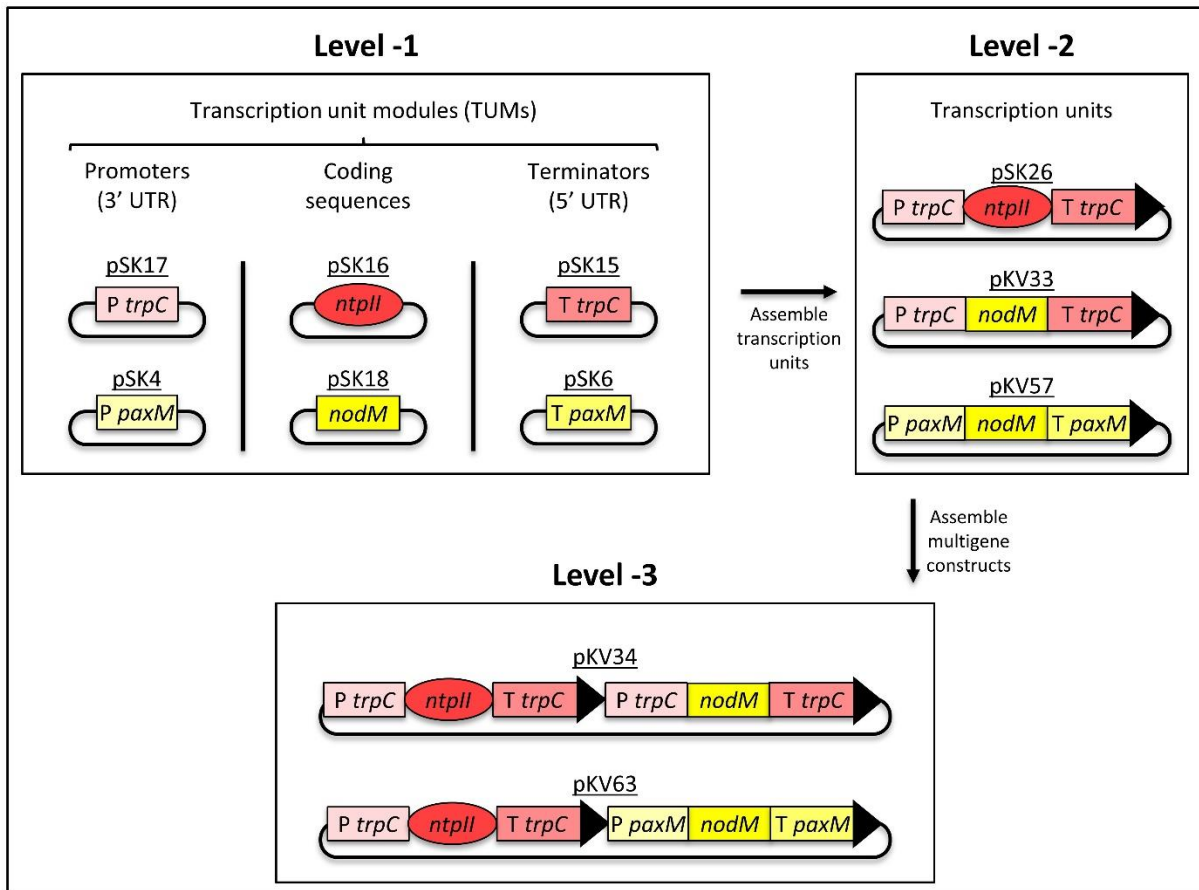 Level -1
Transcription unit modules (TUMs)
Promoters
(3' UTR)
Coding
sequences
Terminators
(5' UTR)
pSK17
P trpC
pSK16
ntpII
pSK15
T trpC
pSK4
P paxM
pSK18
nodM
pSK6
T paxM
Assemble
transcription
units
Level -2
Transcription units
pSK26
P trpC ntpII T trpC
pKV33
P trpC nodM T trpC
pKV57
P paxM nodM T paxM
Assemble
multigene
constructs
Level -3
pKV34
P trpC ntpII T trpC P trpC nodM T trpC
pKV63
P trpC ntpII T trpC P paxM nodM T paxM